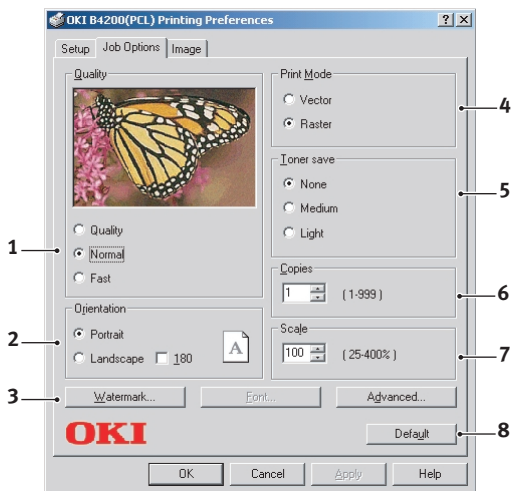 OKI B4200(PCL) Printing Preferences
Setup Job Options Image
Quality
Quality
Normal
Fast
Orientation
Portrait
Landscape 180
A
Print Mode
Vector
Raster
Toner save
None
Medium
Light
Copies
1 (1-999)
Scale
100 (25-400%)
Watermark... Font... Advanced...
OKI
Default
OK Cancel Apply Help
1
2
3
4
5
6
7
8